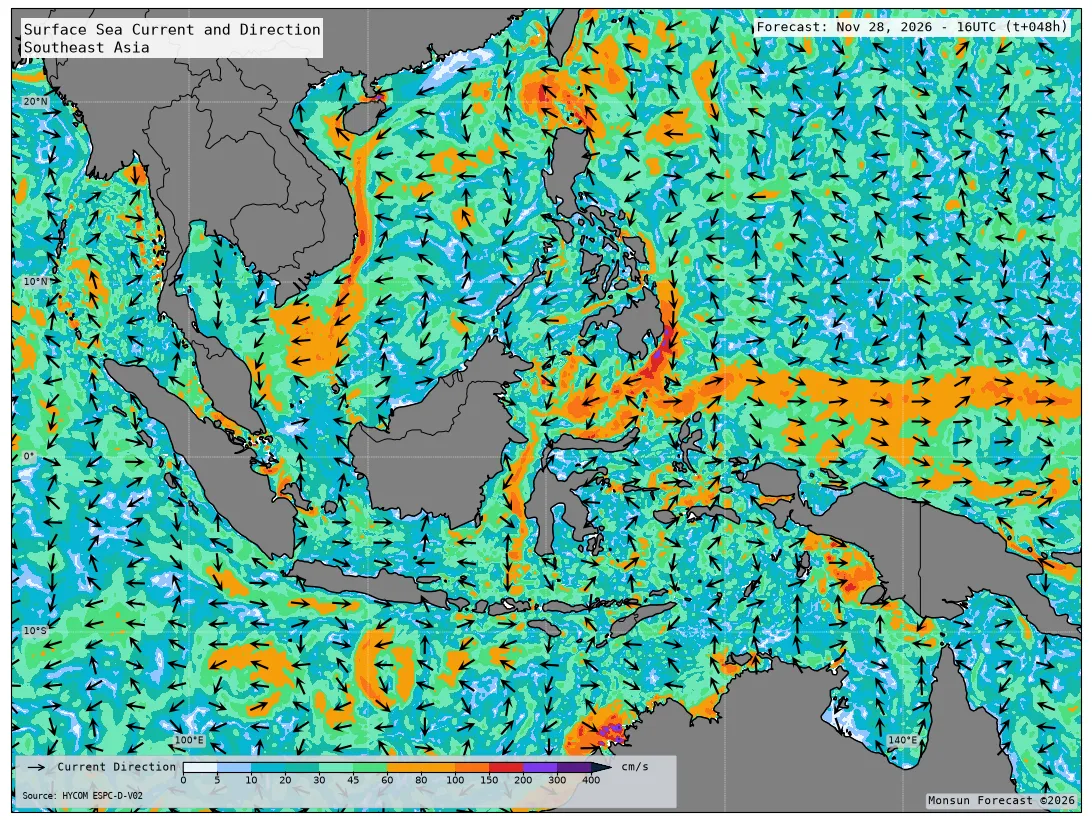 Surface Sea Current and Direction
Southeast Asia
Forecast: Nov 28, 2026 - 16UTC (t+048h)
20°N
10°N
0°
10°S
100°E
140°E
Current Direction
0 5 10 20 30 45 60 80 100 150 200 300 400 cm/s
Source: HYCOM ESPC-D-V02
Monsun Forecast ©2026